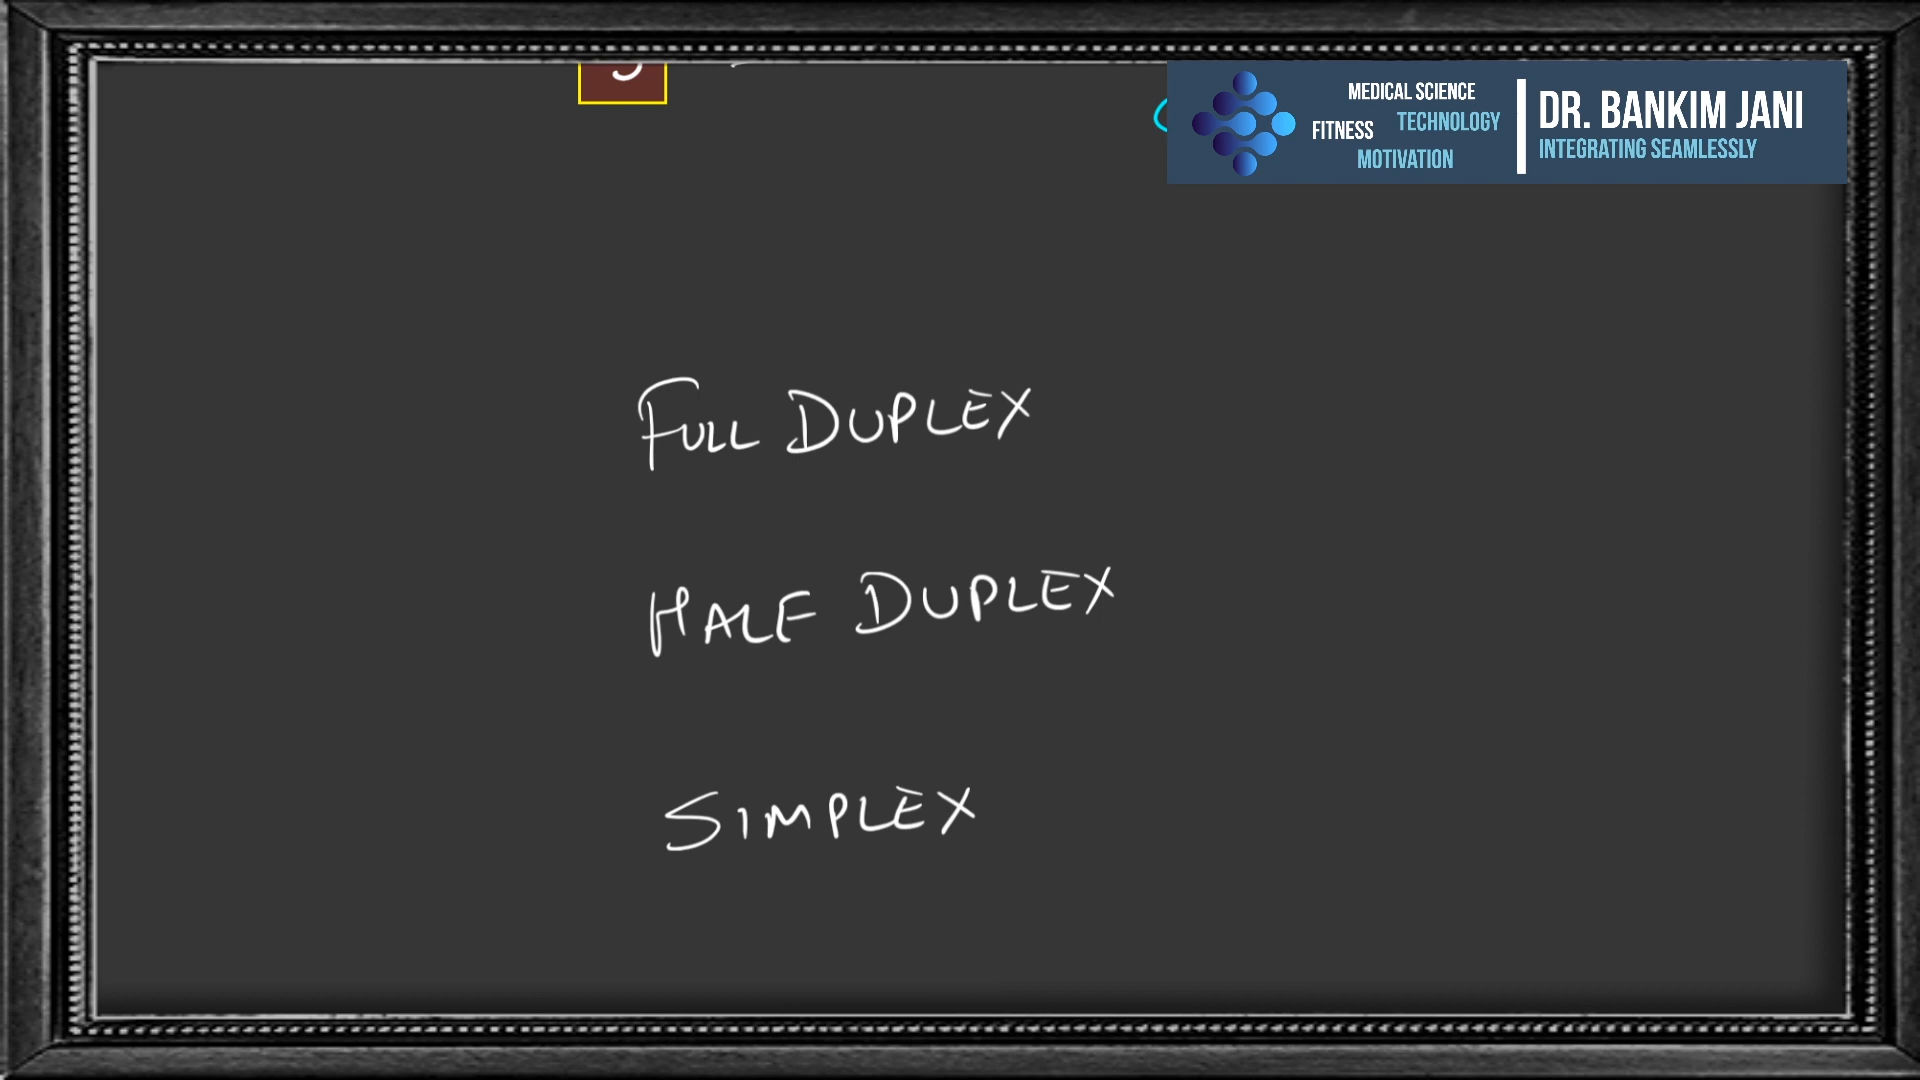 MEDICAL SCIENCE
FITNESS TECHNOLOGY
MOTIVATION
DR. BANKIM JANI
INTEGRATING SEAMLESSLY
FULL DUPLEX
HALF DUPLEX
SIMPLEX